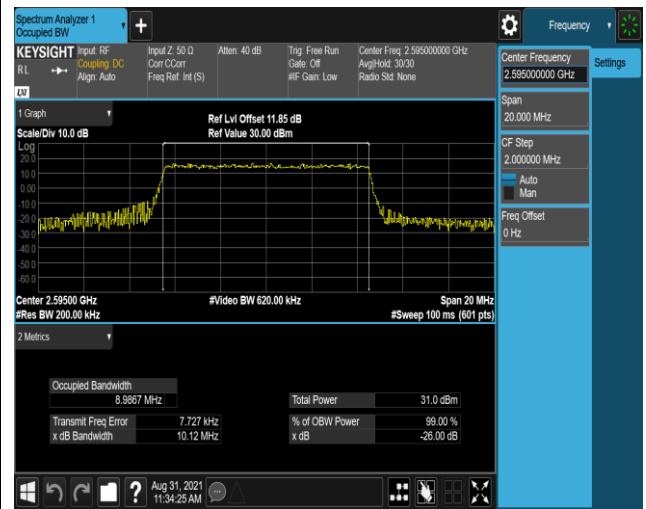 Spectrum Analyzer 1
Occupied BW
Frequency
KEYSIGHT
RL
LXI
Input: RF
Coupling: DC
Align: Auto
Input Z: 50 Ω
Corr CCorr
Freq Ref: Int (S)
Atten: 40 dB
Trig: Free Run
Gate: Off
#IF Gain: Low
Center Freq: 2.595000000 GHz
Avg|Hold: 30/30
Radio Std: None
Center Frequency
2.595000000 GHz
Settings
Span
20.000 MHz
CF Step
2.000000 MHz
Auto
Man
Freq Offset
0 Hz
1 Graph
Scale/Div 10.0 dB
Ref Lvl Offset 11.85 dB
Ref Value 30.00 dBm
Log
20.0
10.0
0.00
-10.0
-20.0
-30.0
-40.0
-50.0
-60.0
Center 2.59500 GHz
#Video BW 620.00 kHz
Span 20 MHz
#Res BW 200.00 kHz
#Sweep 100 ms (601 pts)
2 Metrics
Occupied Bandwidth
8.9867 MHz
Total Power 31.0 dBm
Transmit Freq Error 7.727 kHz
% of OBW Power 99.00 %
x dB Bandwidth 10.12 MHz
x dB -26.00 dB
?
Aug 31, 2021
11:34:25 AM